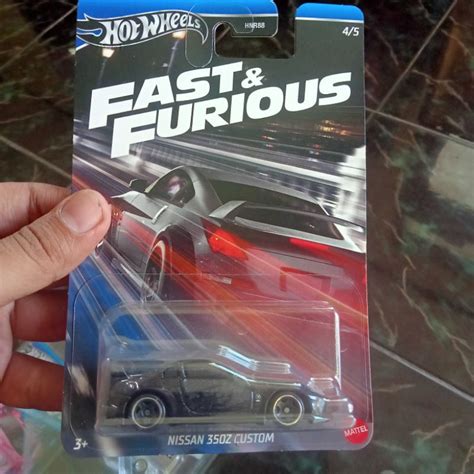 Hot Wheels
HNR88
4/5
FAST &
FURIOUS
3+
NISSAN 350Z CUSTOM
MATTEL